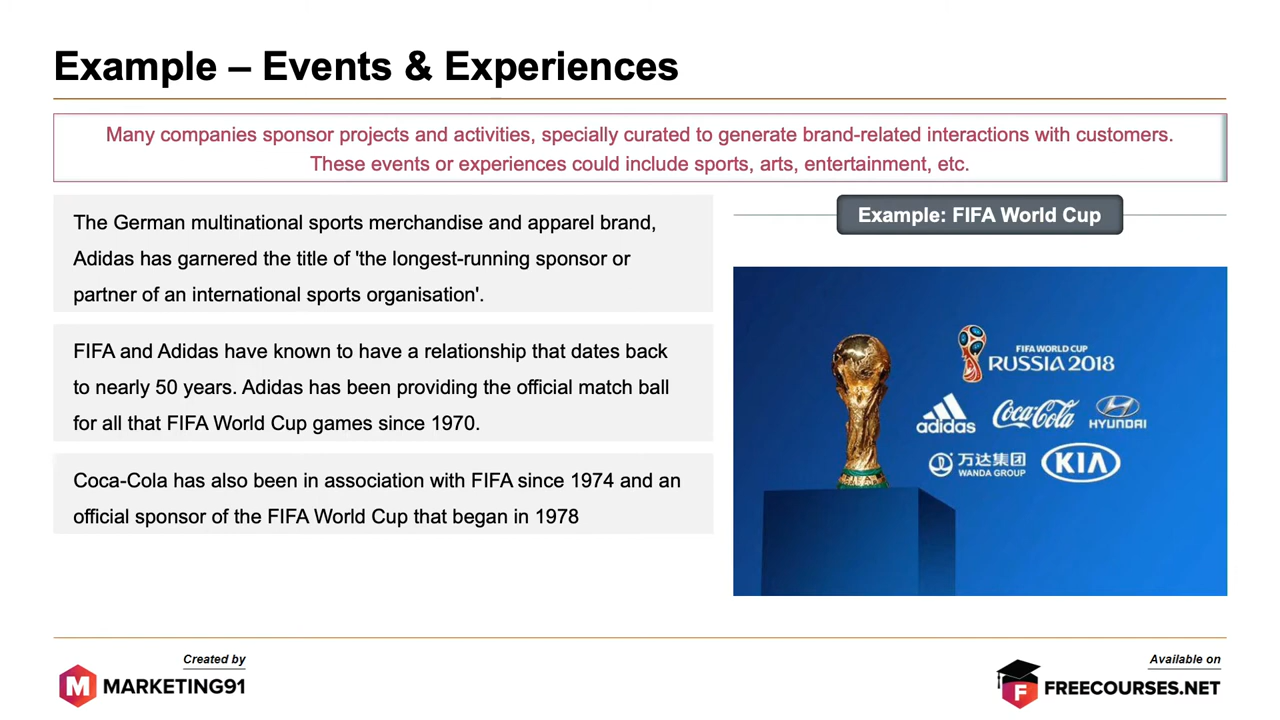 Example – Events & Experiences
Many companies sponsor projects and activities, specially curated to generate brand-related interactions with customers.
These events or experiences could include sports, arts, entertainment, etc.
The German multinational sports merchandise and apparel brand,
Adidas has garnered the title of 'the longest-running sponsor or
partner of an international sports organisation'.
FIFA and Adidas have known to have a relationship that dates back
to nearly 50 years. Adidas has been providing the official match ball
for all that FIFA World Cup games since 1970.
Coca-Cola has also been in association with FIFA since 1974 and an
official sponsor of the FIFA World Cup that began in 1978
Example: FIFA World Cup
FIFA WORLD CUP
RUSSIA 2018
adidas
Coca-Cola
HYUNDAI
万达集团
WANDA GROUP
KIA
Created by
M MARKETING91
Available on
F FREECOURSES.NET